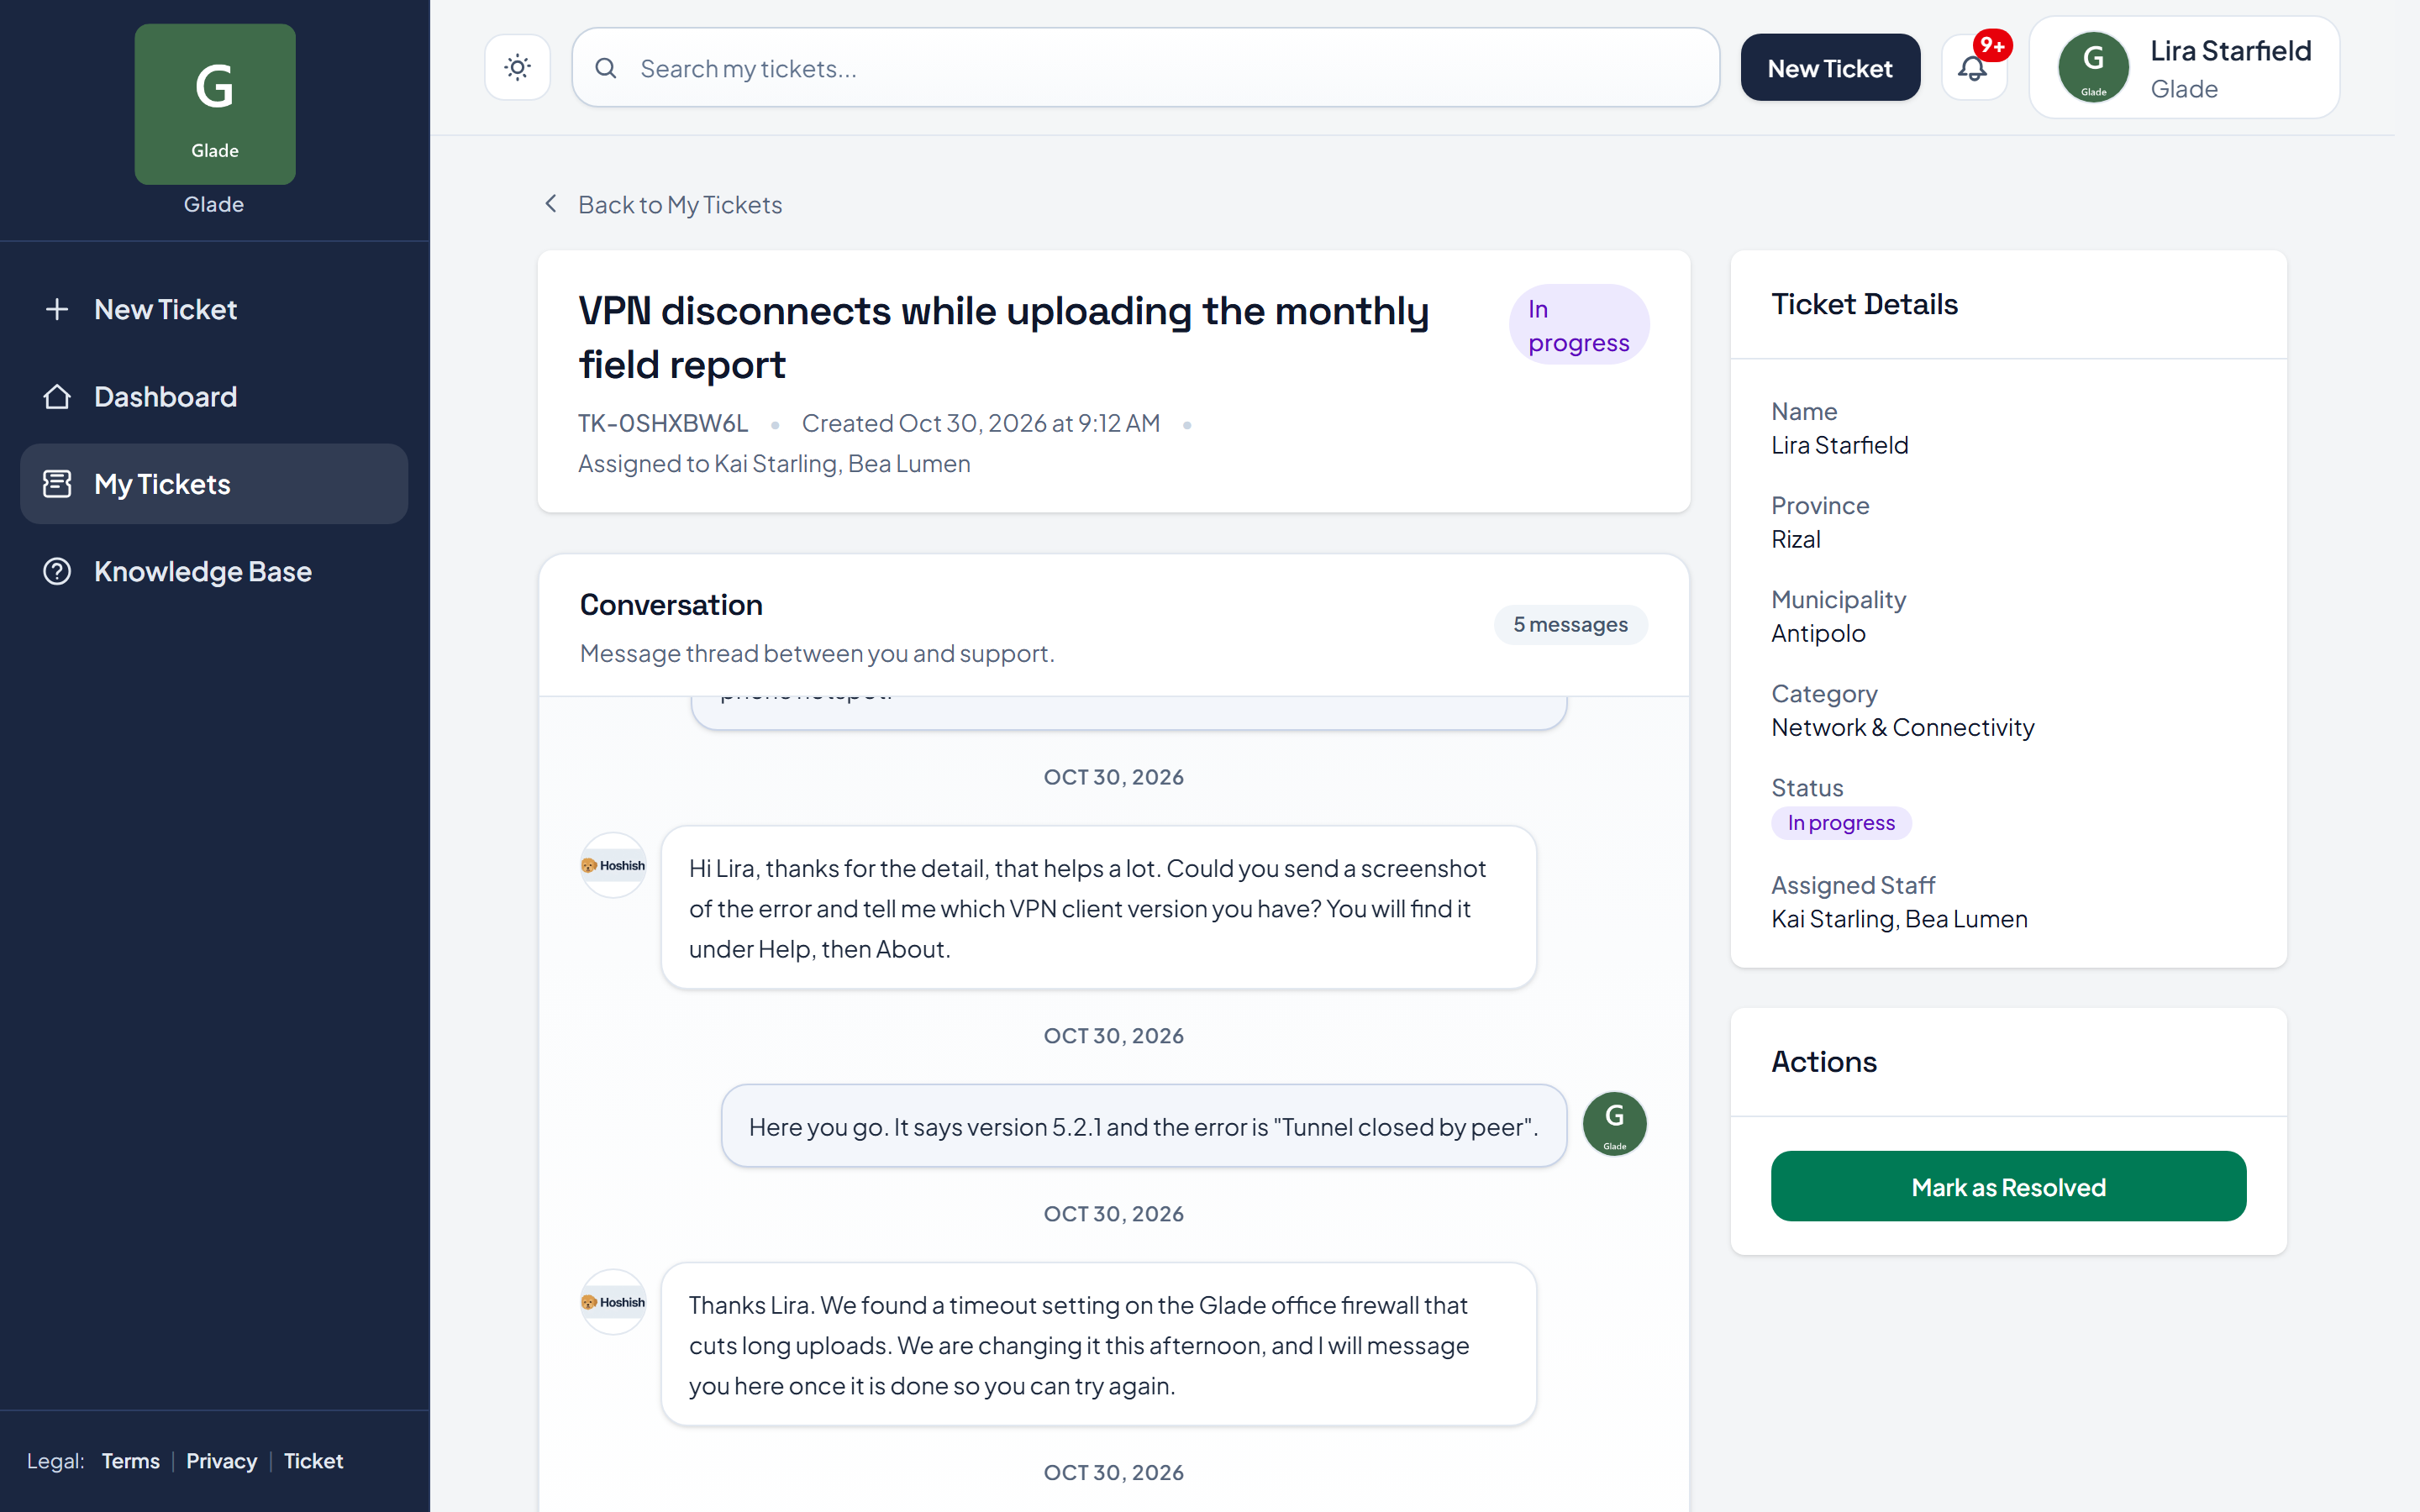 G
Glade
Glade
New Ticket
Dashboard
My Tickets
Knowledge Base
Legal: Terms | Privacy | Ticket
Search my tickets...
New Ticket
9+
G
Glade
Lira Starfield
Glade
Back to My Tickets
VPN disconnects while uploading the monthly
field report
In
progress
TK-0SHXBW6L • Created Oct 30, 2026 at 9:12 AM •
Assigned to Kai Starling, Bea Lumen
Conversation
Message thread between you and support.
5 messages
phone hotspot.
OCT 30, 2026
Hoshish
Hi Lira, thanks for the detail, that helps a lot. Could you send a screenshot
of the error and tell me which VPN client version you have? You will find it
under Help, then About.
OCT 30, 2026
Here you go. It says version 5.2.1 and the error is "Tunnel closed by peer".
G
Glade
OCT 30, 2026
Hoshish
Thanks Lira. We found a timeout setting on the Glade office firewall that
cuts long uploads. We are changing it this afternoon, and I will message
you here once it is done so you can try again.
OCT 30, 2026
Ticket Details
Name
Lira Starfield
Province
Rizal
Municipality
Antipolo
Category
Network & Connectivity
Status
In progress
Assigned Staff
Kai Starling, Bea Lumen
Actions
Mark as Resolved